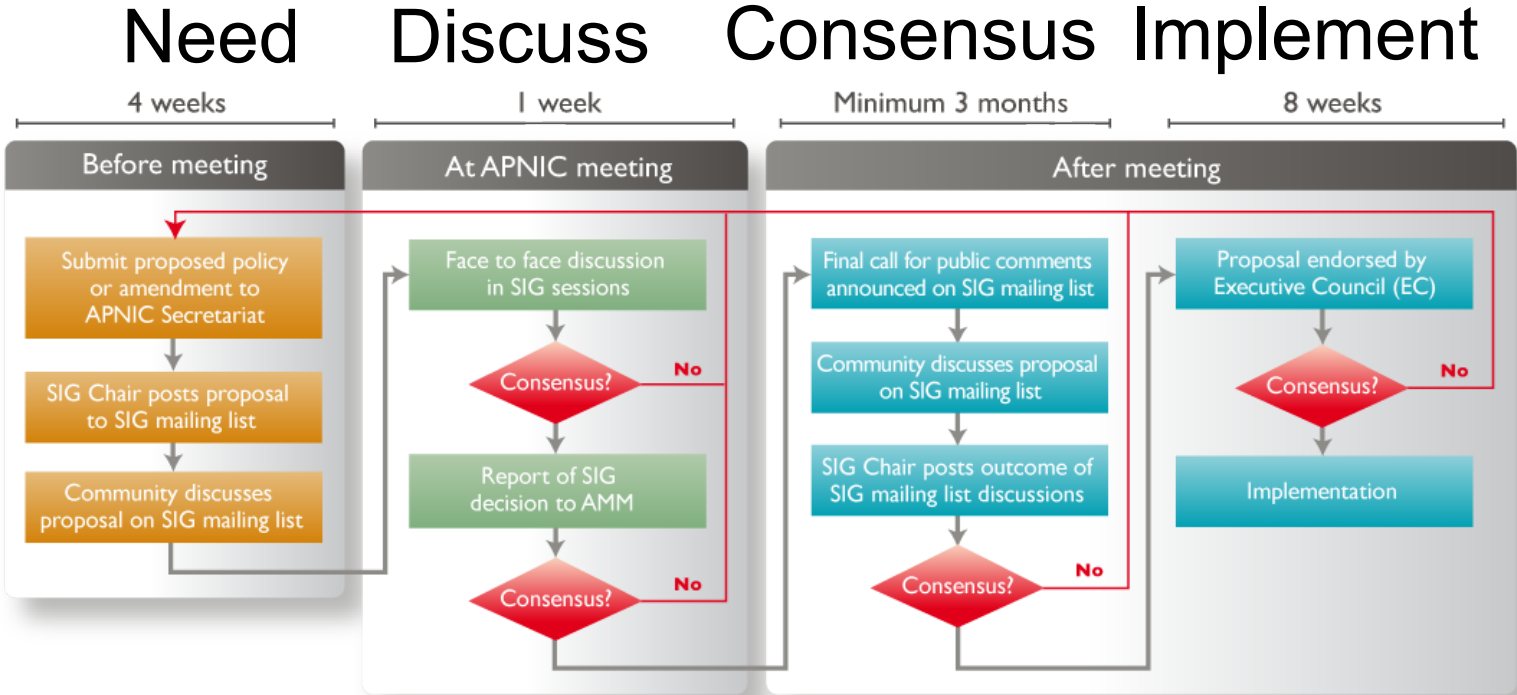 Need
Discuss
Consensus
Implement
4 weeks
1 week
Minimum 3 months
8 weeks
Before meeting
At APNIC meeting
After meeting
Submit proposed policy
or amendment to
APNIC Secretariat
SIG Chair posts proposal
to SIG mailing list
Community discusses
proposal on SIG mailing list
Face to face discussion
in SIG sessions
Consensus?
No
Report of SIG
decision to AMM
Consensus?
No
Final call for public comments
announced on SIG mailing list
Community discusses proposal
on SIG mailing list
SIG Chair posts outcome of
SIG mailing list discussions
Consensus?
No
Proposal endorsed by
Executive Council (EC)
Consensus?
No
Implementation